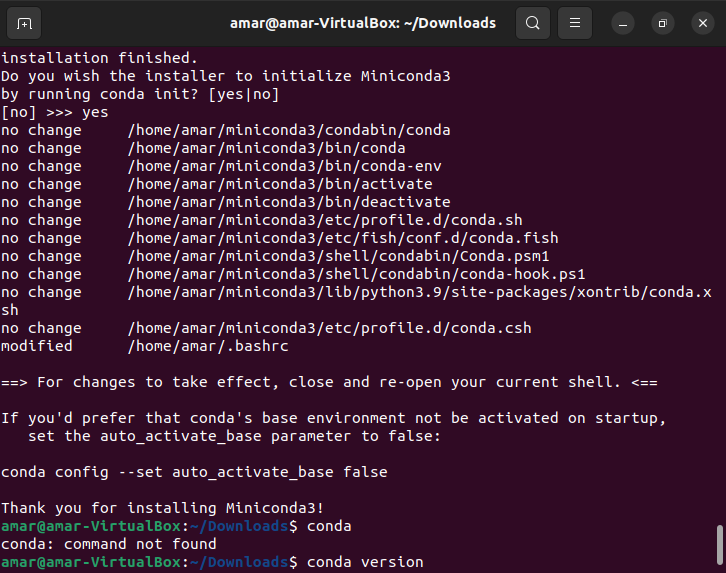 amar@amar-VirtualBox: ~/Downloads
installation finished.
Do you wish the installer to initialize Miniconda3
by running conda init? [yes|no]
[no] >>> yes
no change     /home/amar/miniconda3/condabin/conda
no change     /home/amar/miniconda3/bin/conda
no change     /home/amar/miniconda3/bin/conda-env
no change     /home/amar/miniconda3/bin/activate
no change     /home/amar/miniconda3/bin/deactivate
no change     /home/amar/miniconda3/etc/profile.d/conda.sh
no change     /home/amar/miniconda3/etc/fish/conf.d/conda.fish
no change     /home/amar/miniconda3/shell/condabin/Conda.psm1
no change     /home/amar/miniconda3/shell/condabin/conda-hook.ps1
no change     /home/amar/miniconda3/lib/python3.9/site-packages/xontrib/conda.x
sh
no change     /home/amar/miniconda3/etc/profile.d/conda.csh
modified      /home/amar/.bashrc
==> For changes to take effect, close and re-open your current shell. <==
If you'd prefer that conda's base environment not be activated on startup,
   set the auto_activate_base parameter to false:
conda config --set auto_activate_base false
Thank you for installing Miniconda3!
amar@amar-VirtualBox:~/Downloads$ conda
conda: command not found
amar@amar-VirtualBox:~/Downloads$ conda version